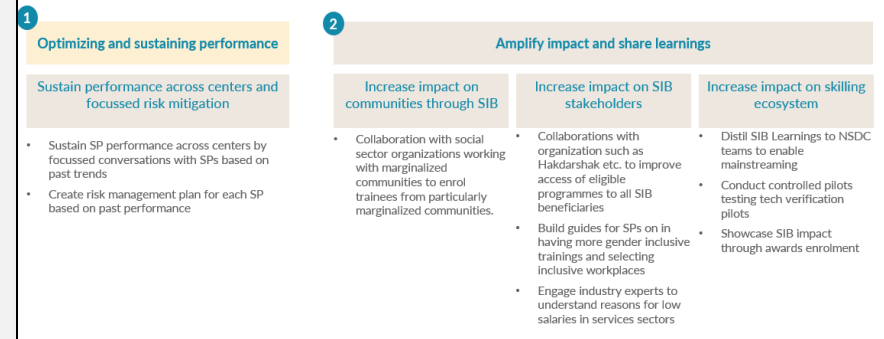 1
Optimizing and sustaining performance
Sustain performance across centers and
focussed risk mitigation
• Sustain SP performance across centers by
focussed conversations with SPs based on
past trends
• Create risk management plan for each SP
based on past performance
2
Amplify impact and share learnings
Increase impact on
communities through SIB
• Collaboration with social
sector organizations working
with marginalized
communities to enrol
trainees from particularly
marginalized communities.
Increase impact on SIB
stakeholders
• Collaborations with
organization such as
Hakdarshak etc. to improve
access of eligible
programmes to all SIB
beneficiaries
• Build guides for SPs on in
having more gender inclusive
trainings and selecting
inclusive workplaces
• Engage industry experts to
understand reasons for low
salaries in services sectors
Increase impact on skilling
ecosystem
• Distil SIB Learnings to NSDC
teams to enable
mainstreaming
• Conduct controlled pilots
testing tech verification
pilots
• Showcase SIB impact
through awards enrolment